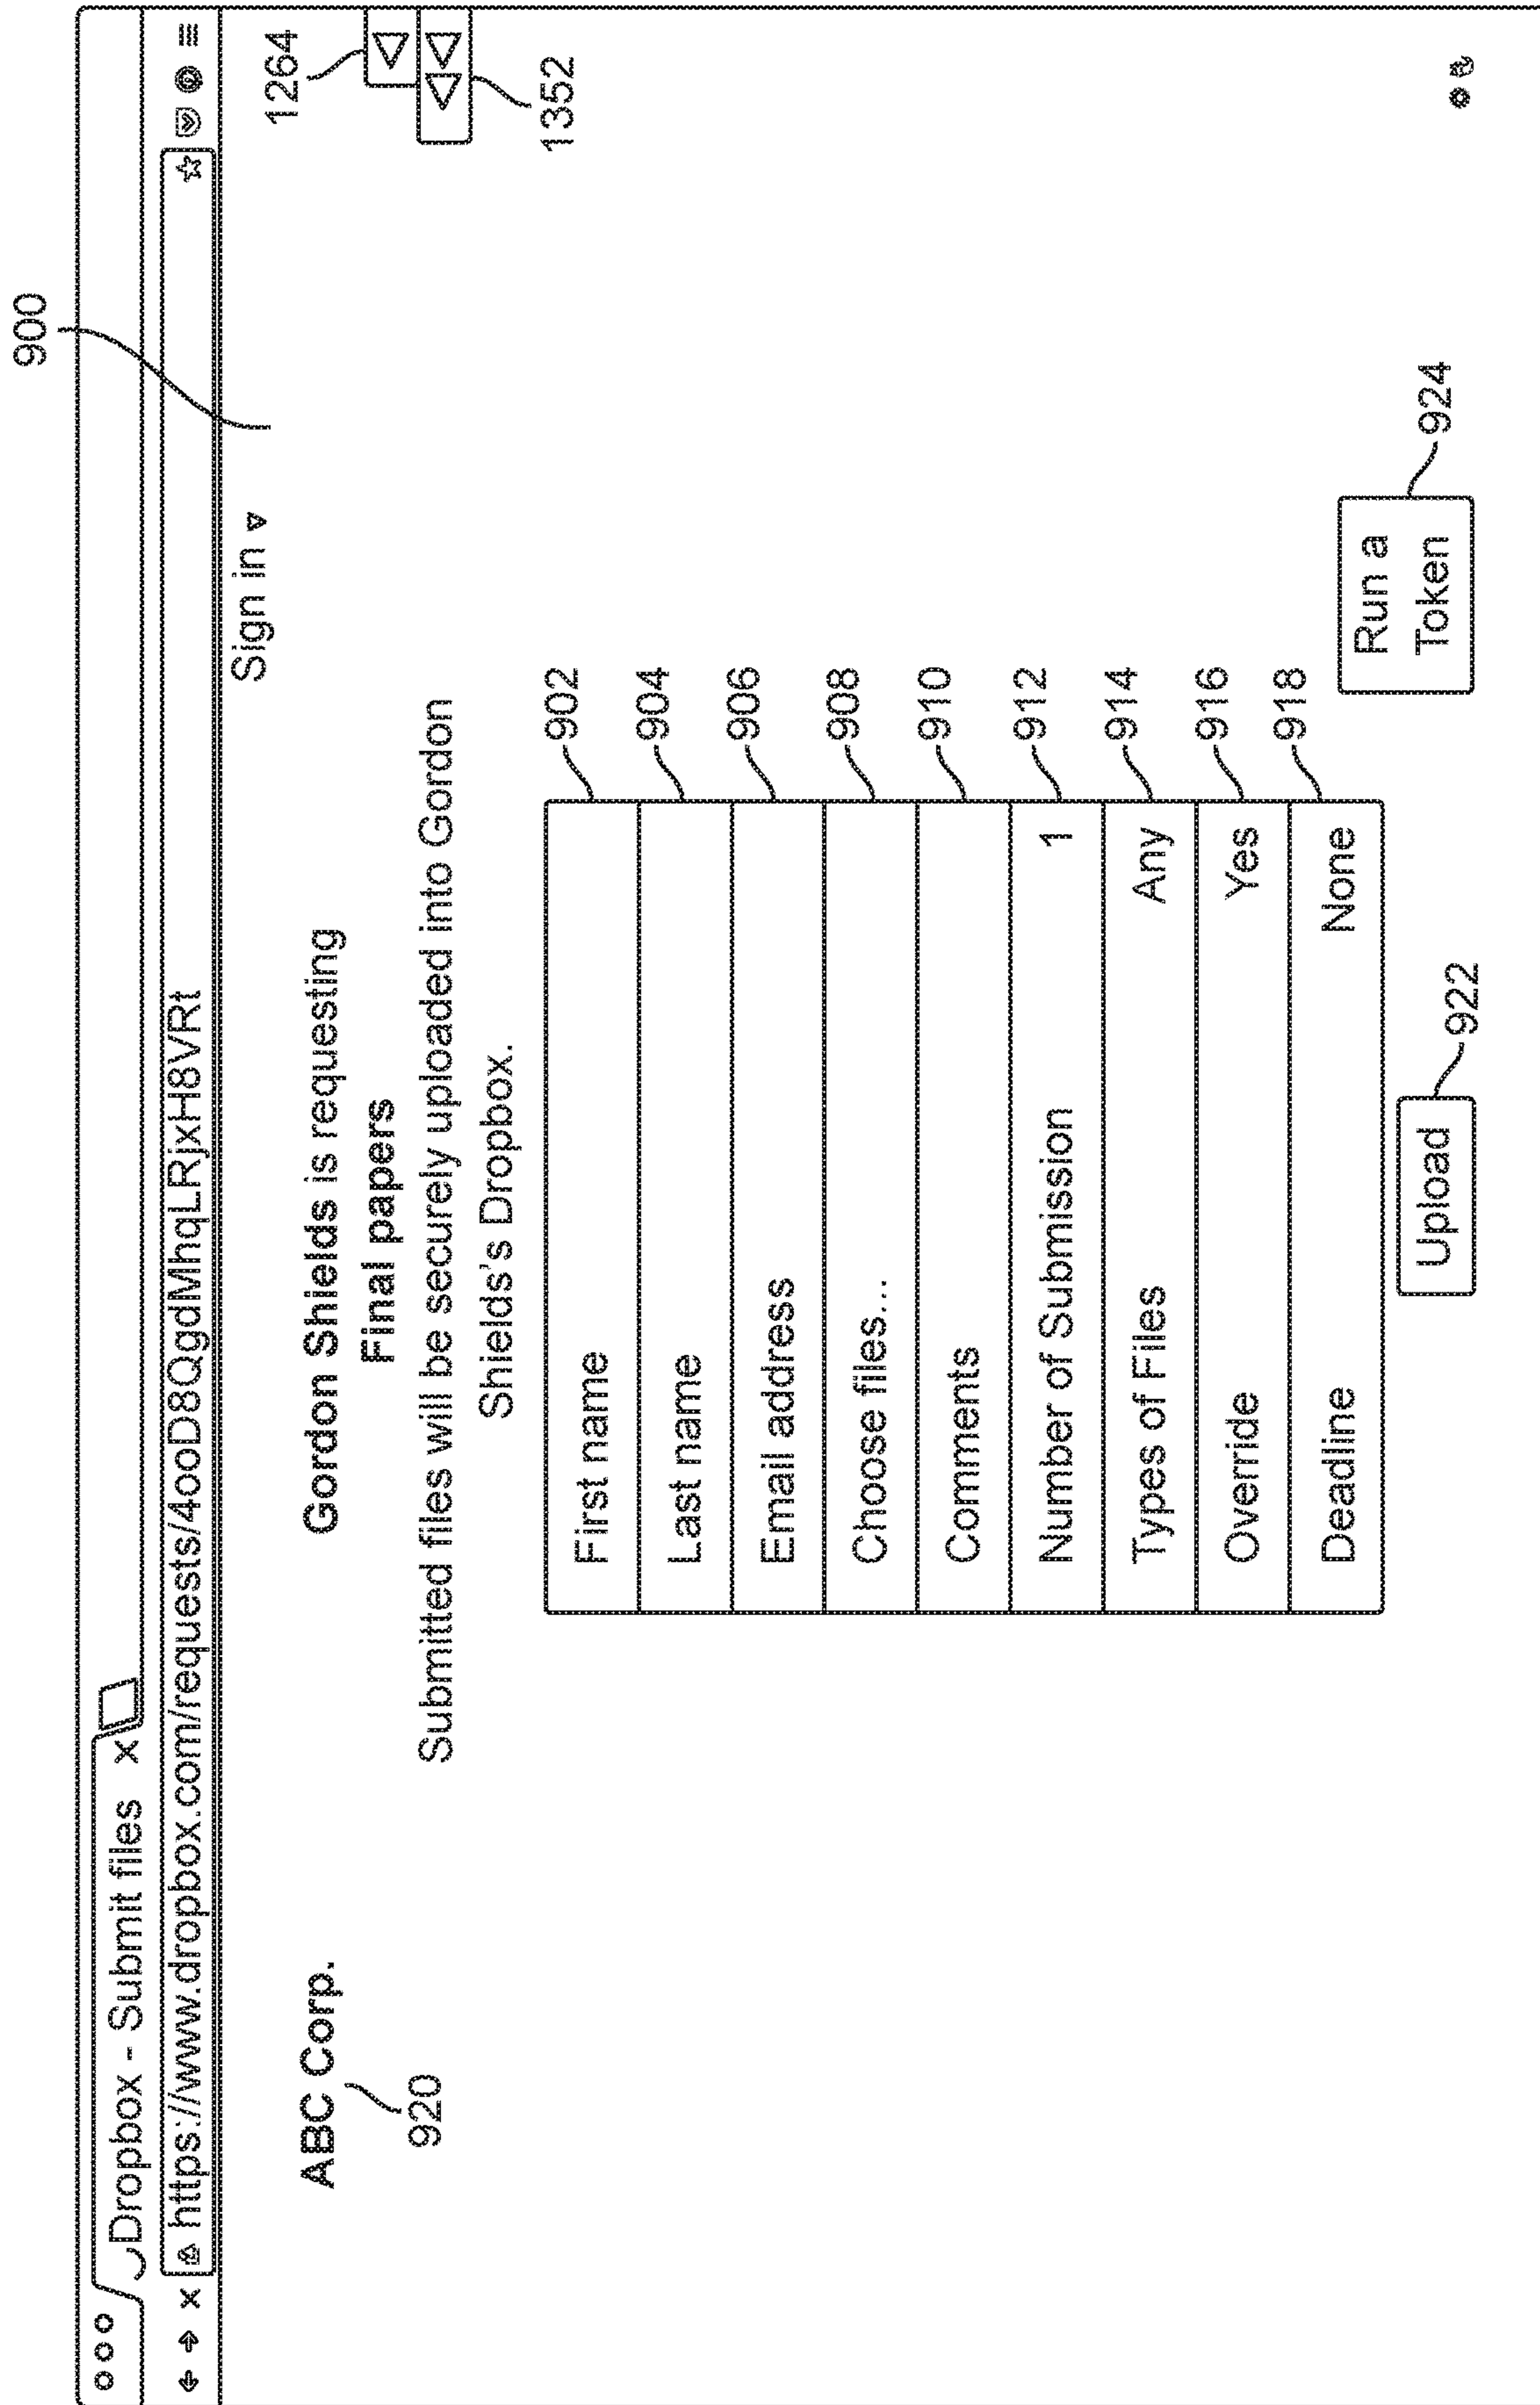 900
Dropbox - Submit files x
https://www.dropbox.com/requests/4ooD8QgdMhqLRjxH8VRt
Sign in
1264
1352
ABC Corp.
920
Gordon Shields is requesting
Final papers
Submitted files will be securely uploaded into Gordon
Shields's Dropbox.
First name 902
Last name 904
Email address 906
Choose files... 908
Comments 910
Number of Submission 1 912
Types of Files Any 914
Override Yes 916
Deadline None 918
Upload 922
Run a
Token 924